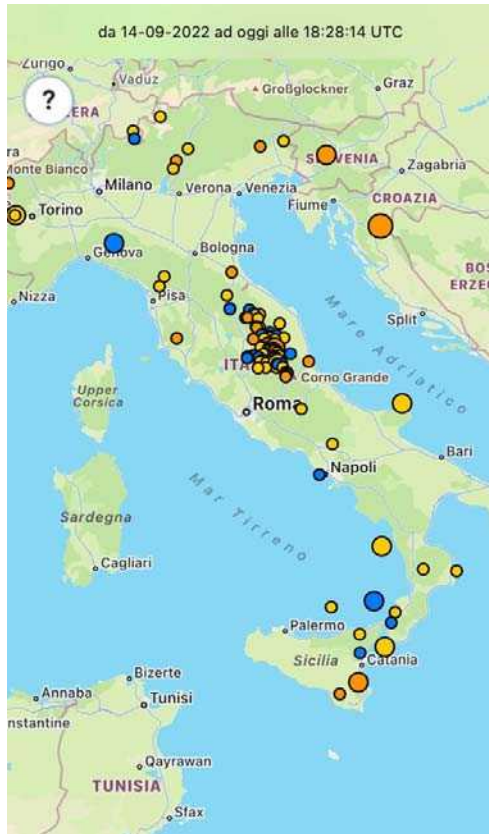 da 14-09-2022 ad oggi alle 18:28:14 UTC
Zurigo
Vaduz
Großglockner
Graz
?
ZERA
Monte Bianco
Milano
Verona
Venezia
SLOVENIA
Zagabria
Fiume
CROAZIA
Torino
Genova
Bologna
BOS
ERZEG
Nizza
Pisa
Split
Mare Adriatico
ITA
Corno Grande
Upper
Corsica
Roma
Bari
Napoli
Mar Tirreno
Sardegna
Cagliari
Palermo
Sicilia
Catania
Bizerte
Annaba
Tunisi
nstantine
Qayrawan
TUNISIA
Sfax